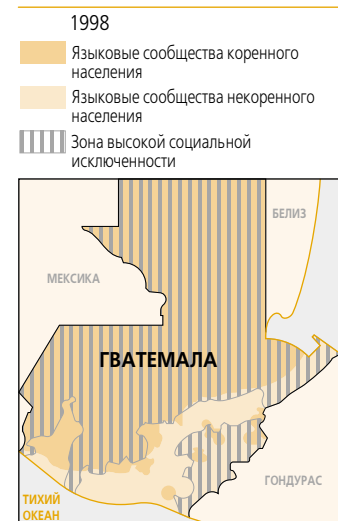 1998
Языковые сообщества коренного
населения
Языковые сообщества некоренного
населения
Зона высокой социальной
исключенности
БЕЛИЗ
МЕКСИКА
ГВАТЕМАЛА
ГОНДУРАС
ТИХИЙ
ОКЕАН